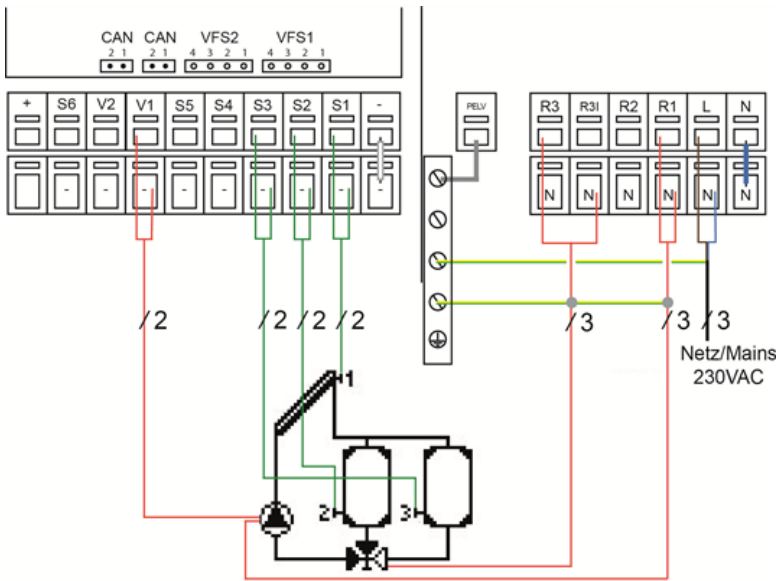 CAN CAN VFS2 VFS1
2 1 2 1 4 3 2 1 4 3 2 1
+ S6 V2 V1 S5 S4 S3 S2 S1 - PELV R3 R3I R2 R1 L N
- - - - - - - - - N N N N N N
2 2 2 2 3 3 3
Netz/Mains
230VAC
1
2 3